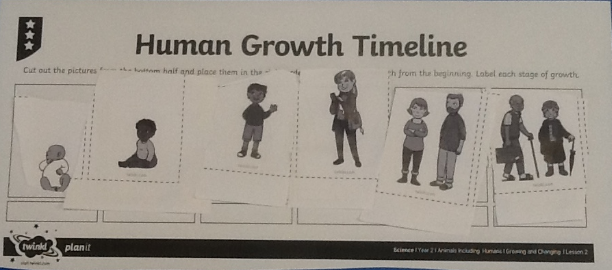 Human Growth Timeline
Cut out the pictures from the bottom half and place them in the from the beginning. Label each stage of growth.
twinkl planit
Science | Year 2 | Animals Including Humans | Growing and Changing | Lesson 2